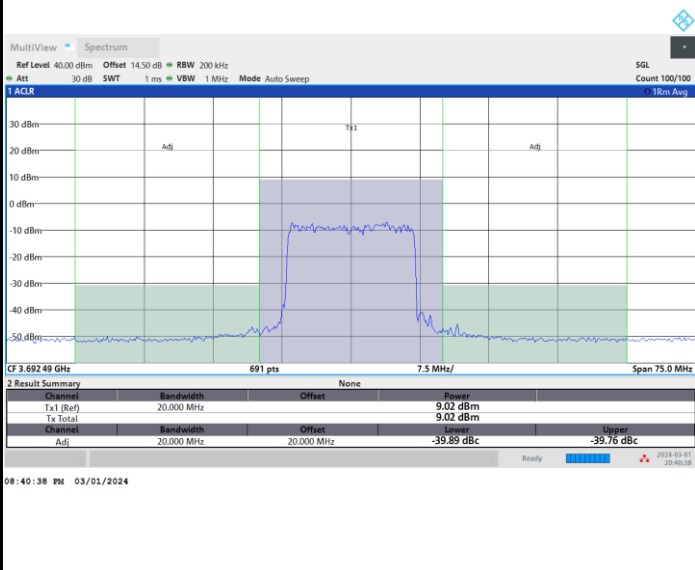 MultiView Spectrum
Ref Level 40.00 dBm Offset 14.50 dB RBW 200 kHz SGL
Att 30 dB SWT 1 ms VBW 1 MHz Mode Auto Sweep Count 100/100
1 ACLR 1Rm Avg
Tx1
Adj Adj
30 dBm
20 dBm
10 dBm
0 dBm
-10 dBm
-20 dBm
-30 dBm
-40 dBm
-50 dBm
CF 3.692 49 GHz 691 pts 7.5 MHz/ Span 75.0 MHz
2 Result Summary None
Channel Bandwidth Offset Power
Tx1 (Ref) 20.000 MHz 9.02 dBm
Tx Total 9.02 dBm
Channel Bandwidth Offset Lower Upper
Adj 20.000 MHz 20.000 MHz -39.89 dBc -39.76 dBc
Ready 2024-03-01
20:40:38
08:40:38 PM 03/01/2024